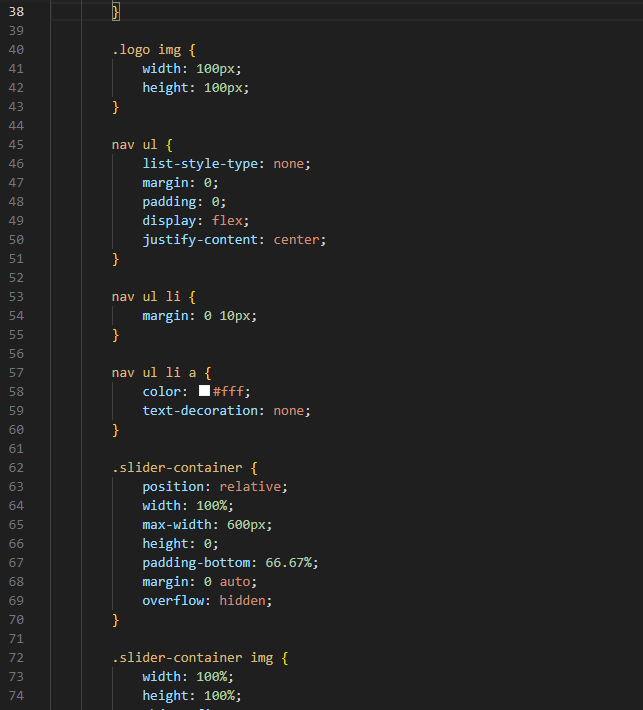 38 }
39
40 .logo img {
41 width: 100px;
42 height: 100px;
43 }
44
45 nav ul {
46 list-style-type: none;
47 margin: 0;
48 padding: 0;
49 display: flex;
50 justify-content: center;
51 }
52
53 nav ul li {
54 margin: 0 10px;
55 }
56
57 nav ul li a {
58 color: #fff;
59 text-decoration: none;
60 }
61
62 .slider-container {
63 position: relative;
64 width: 100%;
65 max-width: 600px;
66 height: 0;
67 padding-bottom: 66.67%;
68 margin: 0 auto;
69 overflow: hidden;
70 }
71
72 .slider-container img {
73 width: 100%;
74 height: 100%;